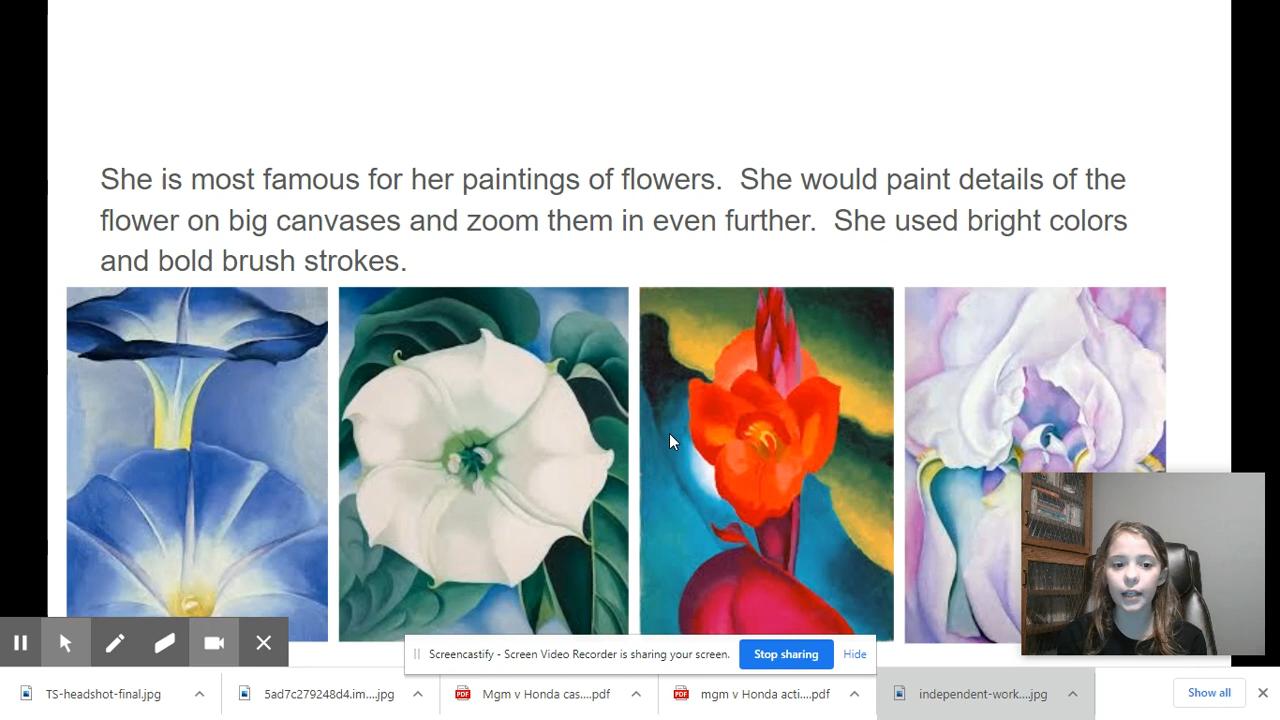 She is most famous for her paintings of flowers.  She would paint details of the
flower on big canvases and zoom them in even further.  She used bright colors
and bold brush strokes.
Screencastify - Screen Video Recorder is sharing your screen.
Stop sharing
Hide
TS-headshot-final.jpg
5ad7c279248d4.im....jpg
Mgm v Honda cas....pdf
mgm v Honda acti....pdf
independent-work....jpg
Show all